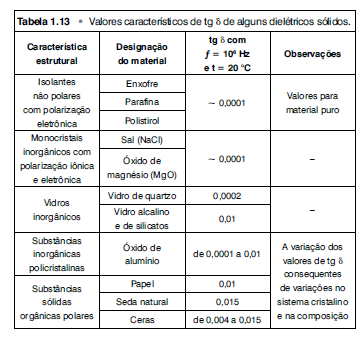 Tabela 1.13 • Valores característicos de tg δ de alguns dielétricos sólidos.
Característica
estrutural
Designação
do material
tg δ com
f = 10⁶ Hz
e t = 20 °C
Observações
Isolantes
não polares
com polarização
eletrônica
Enxofre
Parafina
Polistirol
~ 0,0001
Valores para
material puro
Monocristais
inorgânicos com
polarização iônica
e eletrônica
Sal (NaCl)
Óxido de
magnésio (MgO)
~ 0,0001
–
Vidros
inorgânicos
Vidro de quartzo
0,0002
Vidro alcalino
e de silicatos
0,01
–
Substâncias
inorgânicas
policristalinas
Óxido de
alumínio
de 0,0001 a 0,01
Substâncias
sólidas
orgânicas polares
Papel
0,01
Seda natural
0,015
Ceras
de 0,004 a 0,015
A variação dos
valores de tg δ
consequentes
de variações no
sistema cristalino
e na composição